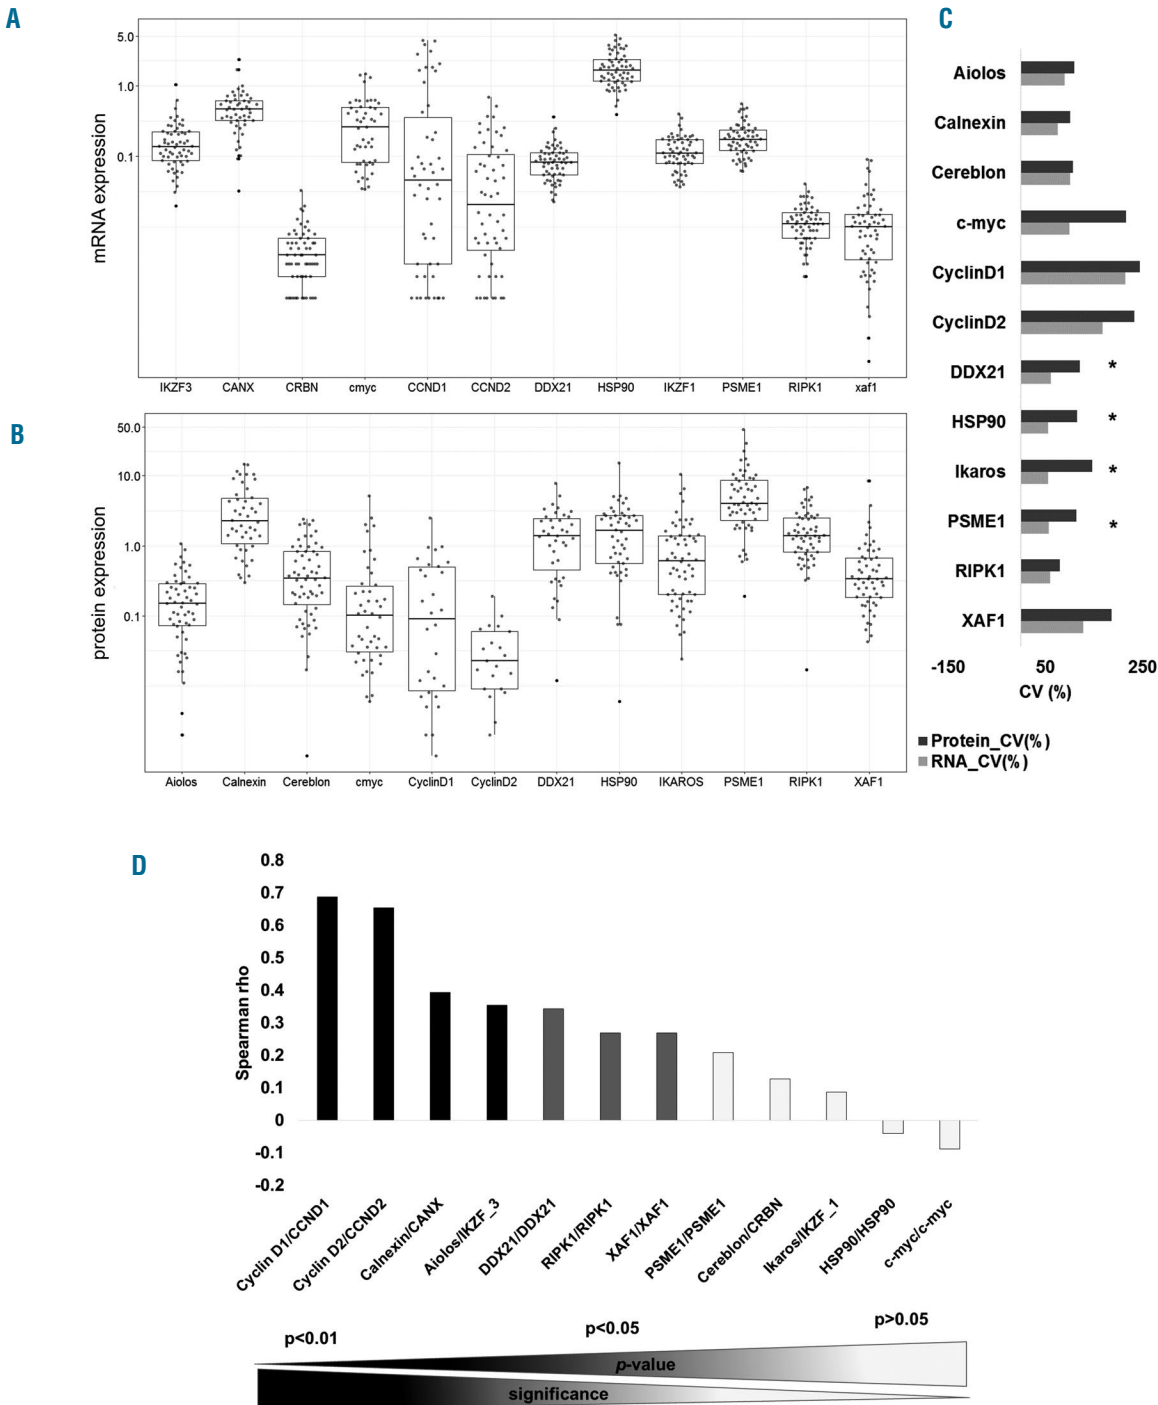 A
5.0
1.0
0.1
mRNA expression
IKZF3 CANX CRBN cmyc CCND1 CCND2 DDX21 HSP90 IKZF1 PSME1 RIPK1 xaf1
B
50.0
10.0
1.0
0.1
protein expression
Aiolos Calnexin Cereblon cmyc CyclinD1 CyclinD2 DDX21 HSP90 IKAROS PSME1 RIPK1 XAF1
C
Aiolos
Calnexin
Cereblon
c-myc
CyclinD1
CyclinD2
DDX21 *
HSP90 *
Ikaros *
PSME1 *
RIPK1
XAF1
-150 50 250
CV (%)
Protein_CV(%)
RNA_CV(%)
D
0.8
0.7
0.6
0.5
0.4
0.3
0.2
0.1
0
-0.1
-0.2
Spearman rho
Cyclin D1/CCND1
Cyclin D2/CCND2
Calnexin/CANX
Aiolos/IKZF_3
DDX21/DDX21
RIPK1/RIPK1
XAF1/XAF1
PSME1/PSME1
Cereblon/CRBN
Ikaros/IKZF_1
HSP90/HSP90
c-myc/c-myc
p<0.01 p<0.05 p>0.05
p-value
significance